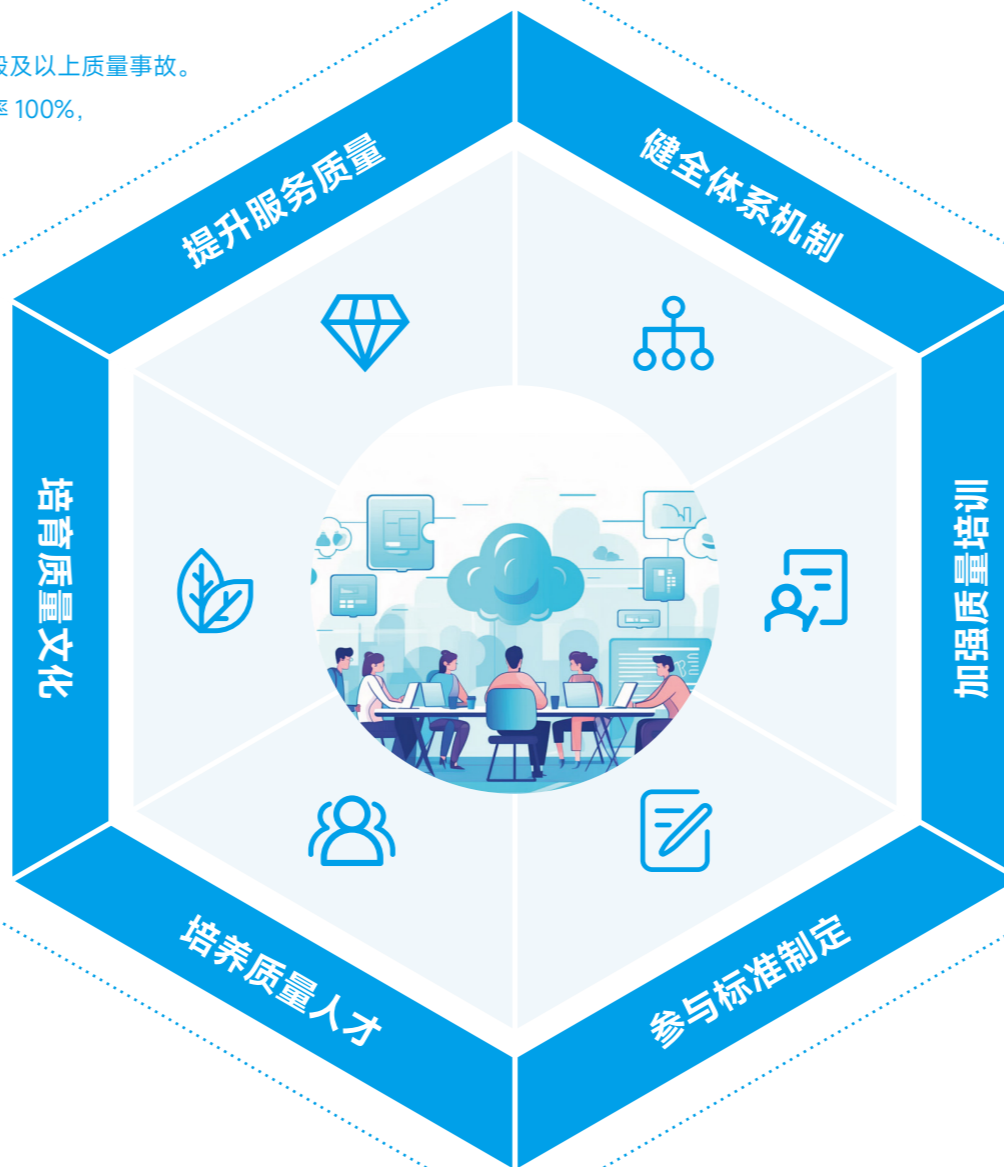 及以上质量事故。
率 100%,
提升服务质量
健全体系机制
培育质量文化
加强质量培训
培养质量人才
参与标准制定